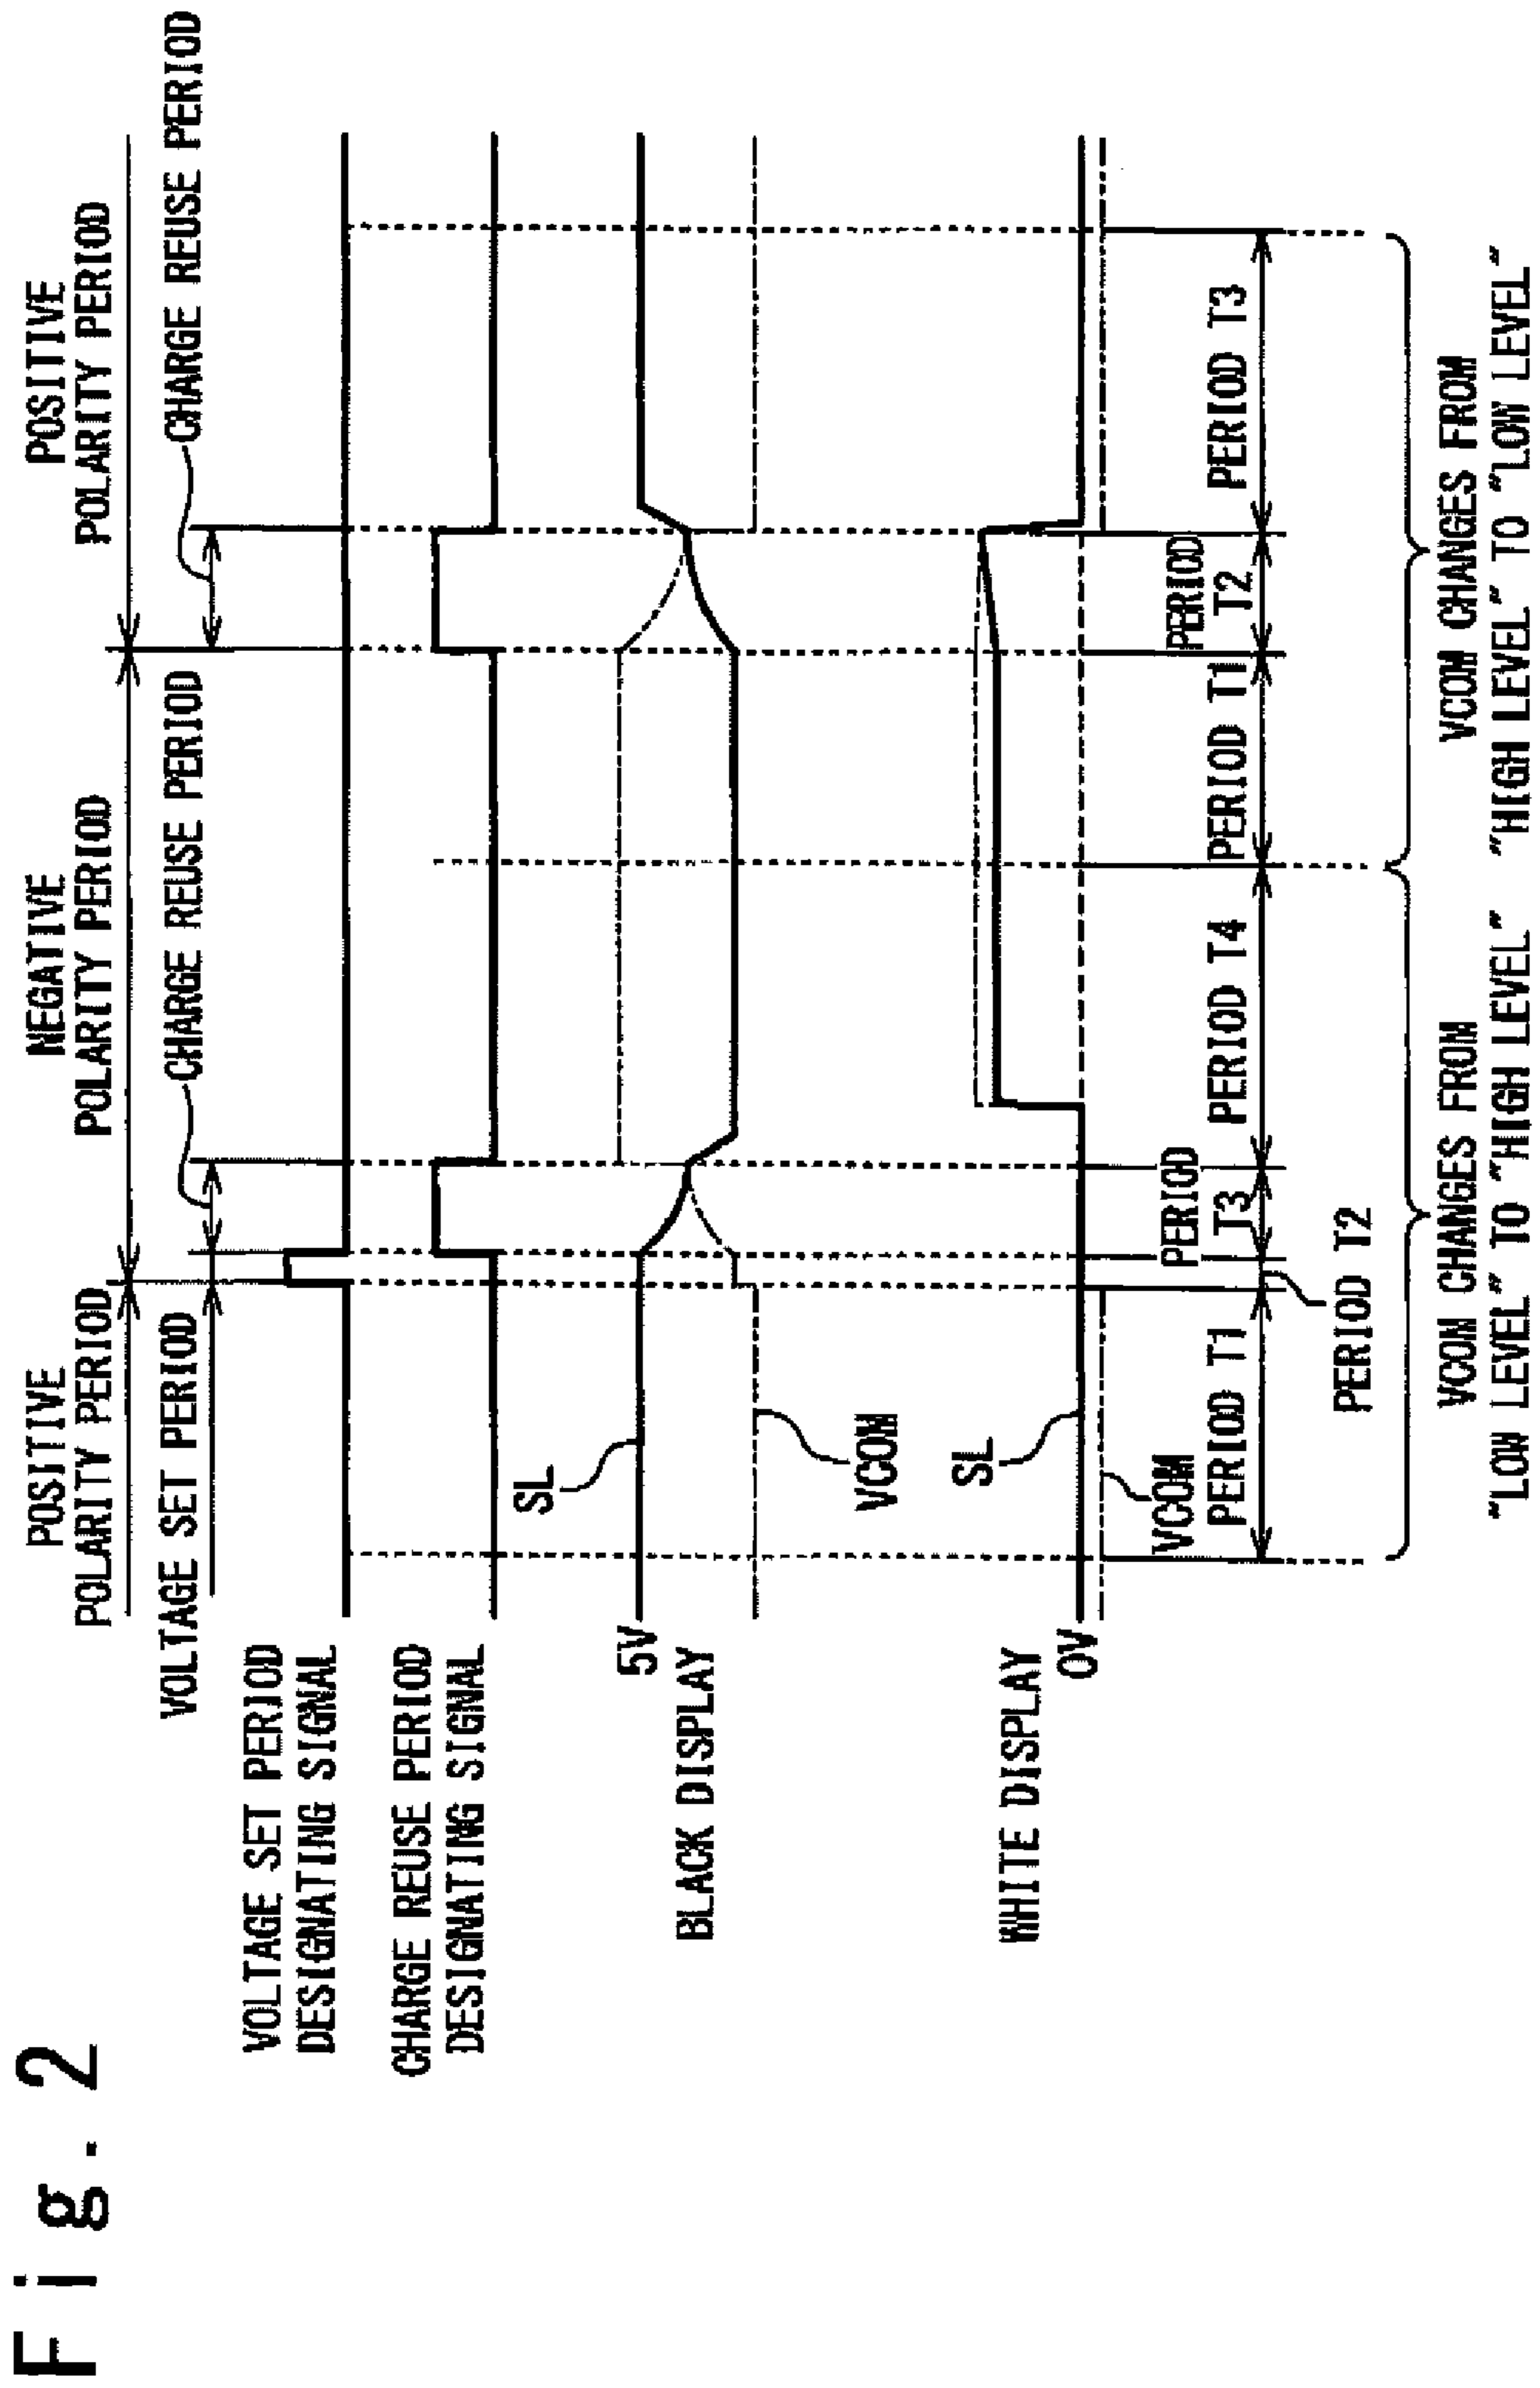 Fig. 2
POSITIVE
POLARITY PERIOD
NEGATIVE
POLARITY PERIOD
POSITIVE
POLARITY PERIOD
VOLTAGE SET PERIOD
CHARGE REUSE PERIOD
CHARGE REUSE PERIOD
VOLTAGE SET PERIOD
DESIGNATING SIGNAL
CHARGE REUSE PERIOD
DESIGNATING SIGNAL
SL
5V
BLACK DISPLAY
VCOM
SL
WHITE DISPLAY
0V
VCOM
PERIOD T1
PERIOD
T3
PERIOD T4
PERIOD T1
PERIOD
T2
PERIOD T3
PERIOD T2
VCOM CHANGES FROM
"LOW LEVEL" TO "HIGH LEVEL"
VCOM CHANGES FROM
"HIGH LEVEL" TO "LOW LEVEL"